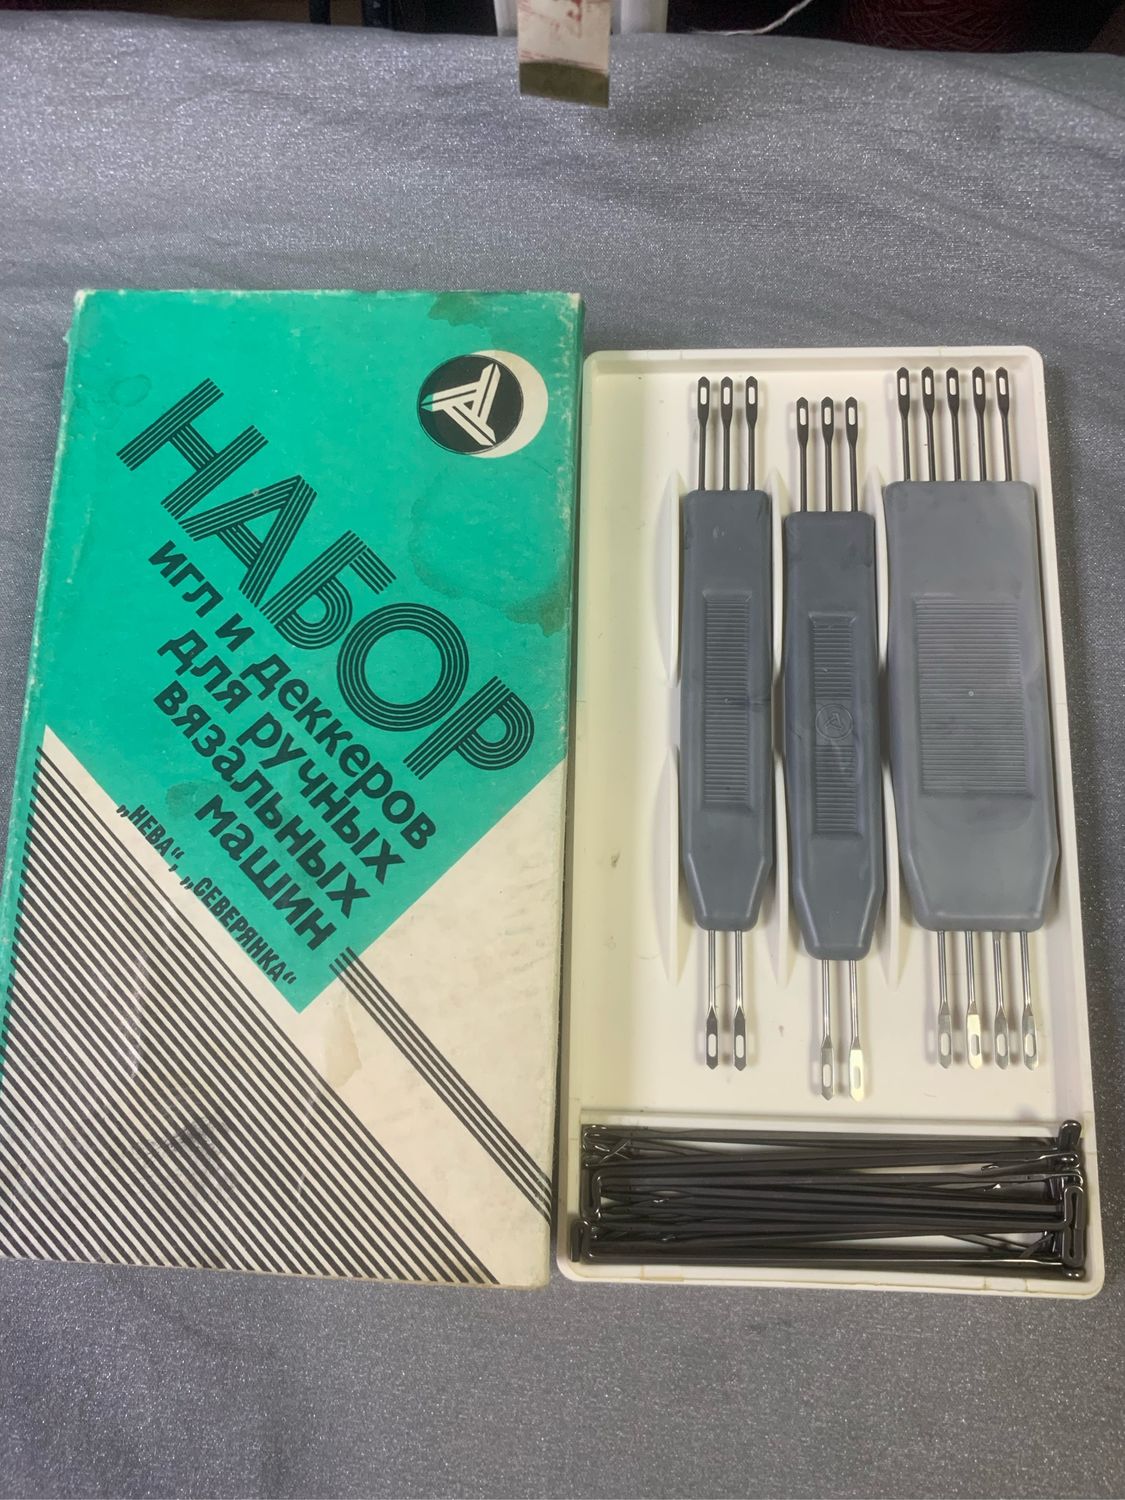 НАБОР
игл и деккеров
для ручных
вязальных
машин
„НЕВА“, „СЕВЕРЯНКА“